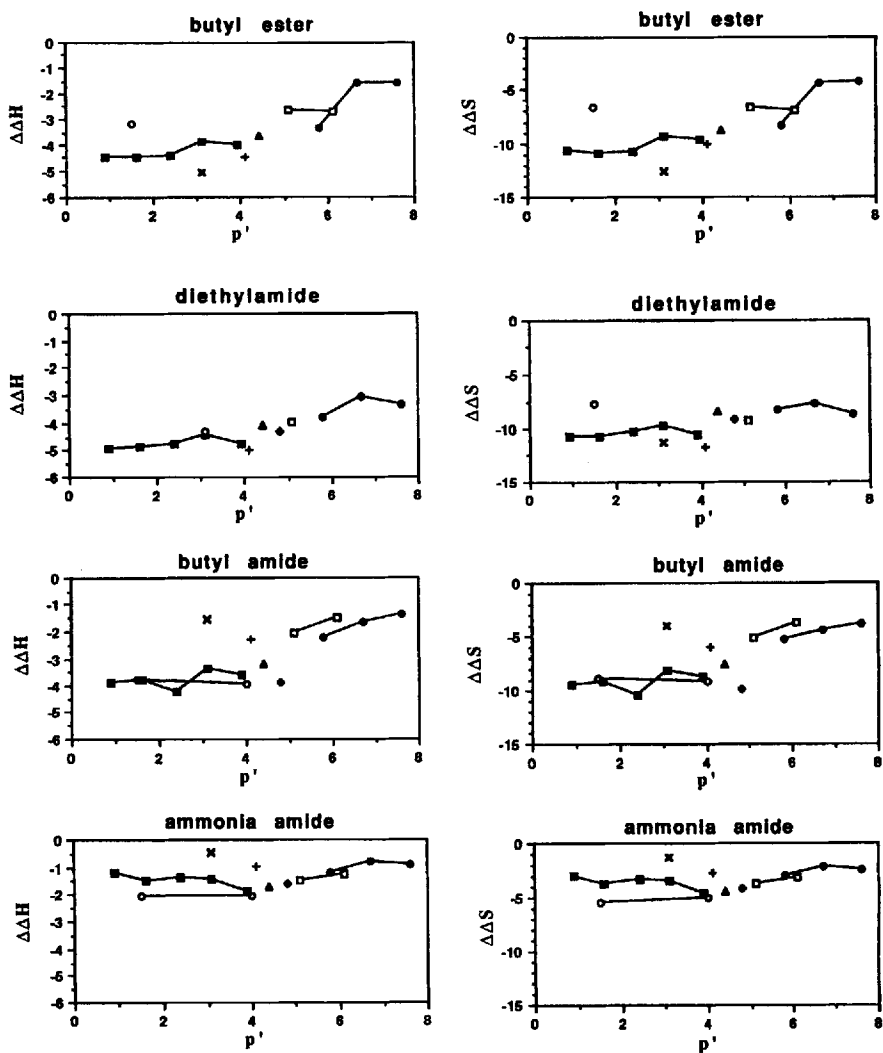 butyl ester
butyl ester
0
-1
-2
-3
-4
-5
-6
ΔΔH
0 2 4 6 8
p'
0
-5
-10
-15
ΔΔS
0 2 4 6 8
p'
diethylamide
diethylamide
0
-1
-2
-3
-4
-5
-6
ΔΔH
0 2 4 6 8
p'
0
-5
-10
-15
ΔΔS
0 2 4 6 8
p'
butyl amide
butyl amide
0
-1
-2
-3
-4
-5
-6
ΔΔH
0 2 4 6 8
p'
0
-5
-10
-15
ΔΔS
0 2 4 6 8
p'
ammonia amide
ammonia amide
0
-1
-2
-3
-4
-5
-6
ΔΔH
0 2 4 6 8
p'
0
-5
-10
-15
ΔΔS
0 2 4 6 8
p'